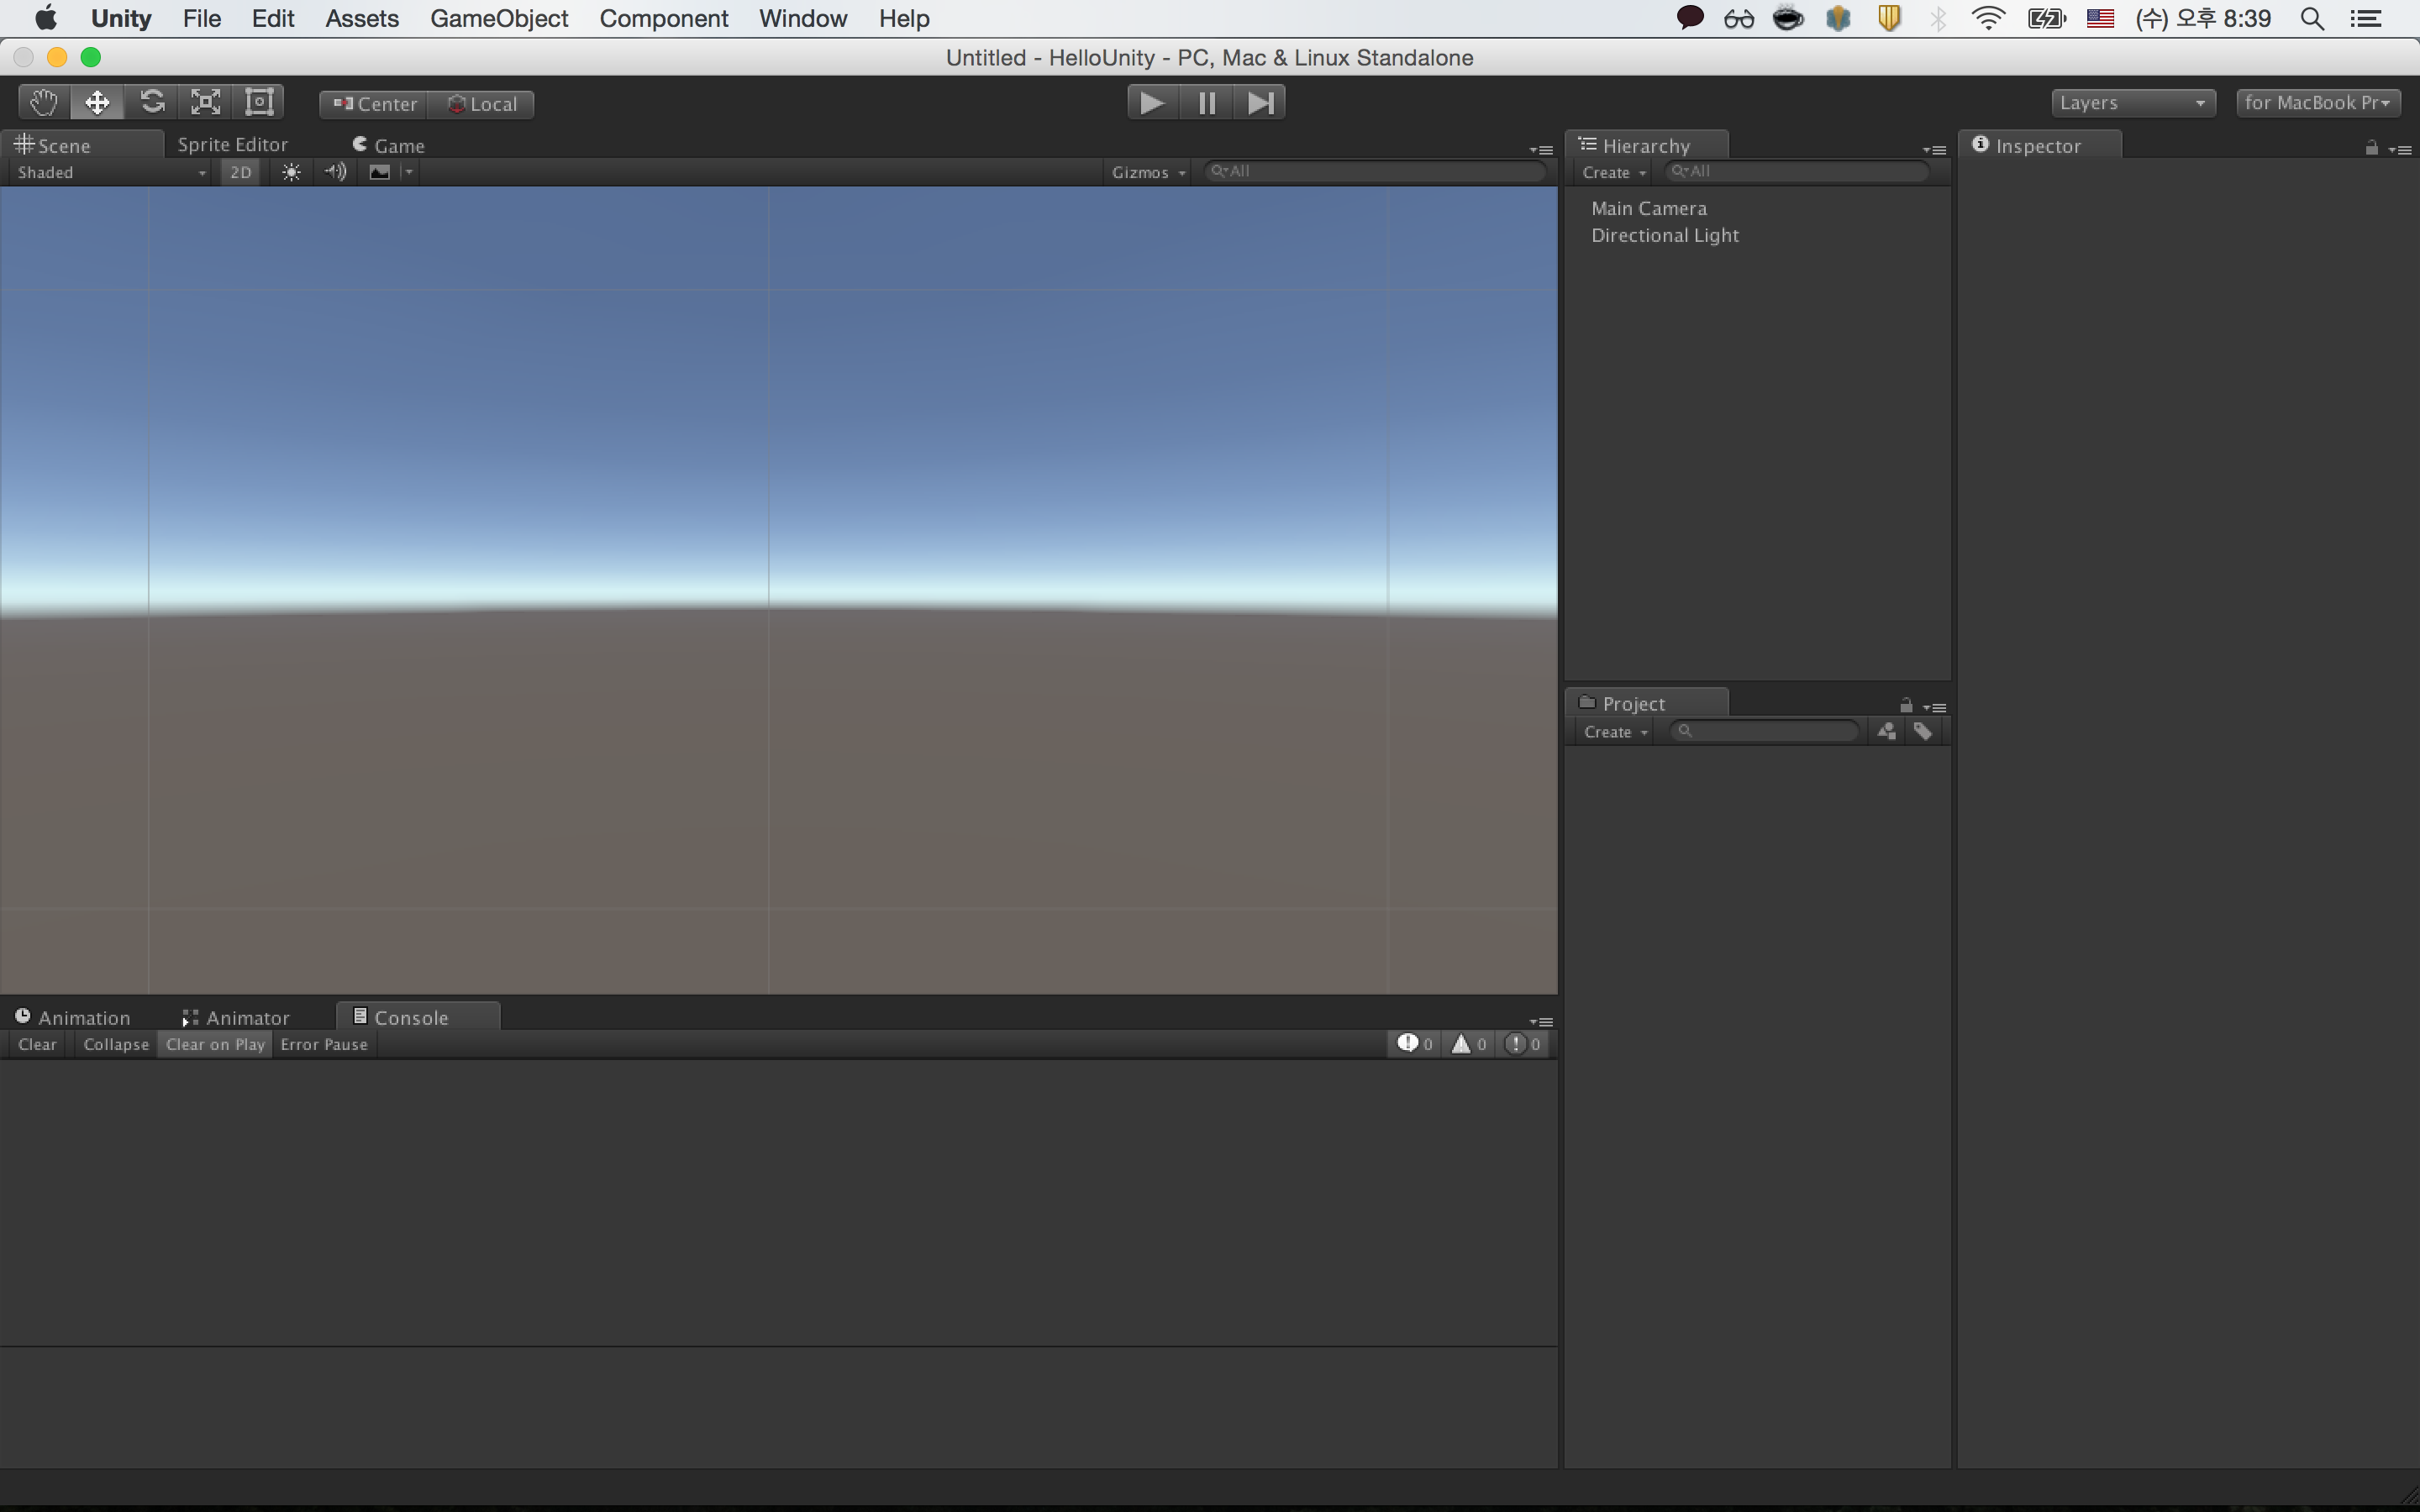 Unity File Edit Assets GameObject Component Window Help (수) 오후 8:39
Untitled - HelloUnity - PC, Mac & Linux Standalone
Center Local Layers for MacBook Pr
Scene Sprite Editor Game Hierarchy Inspector
Shaded 2D Gizmos All Create All
Main Camera
Directional Light
Project
Create
Animation Animator Console
Clear Collapse Clear on Play Error Pause 0 0 0